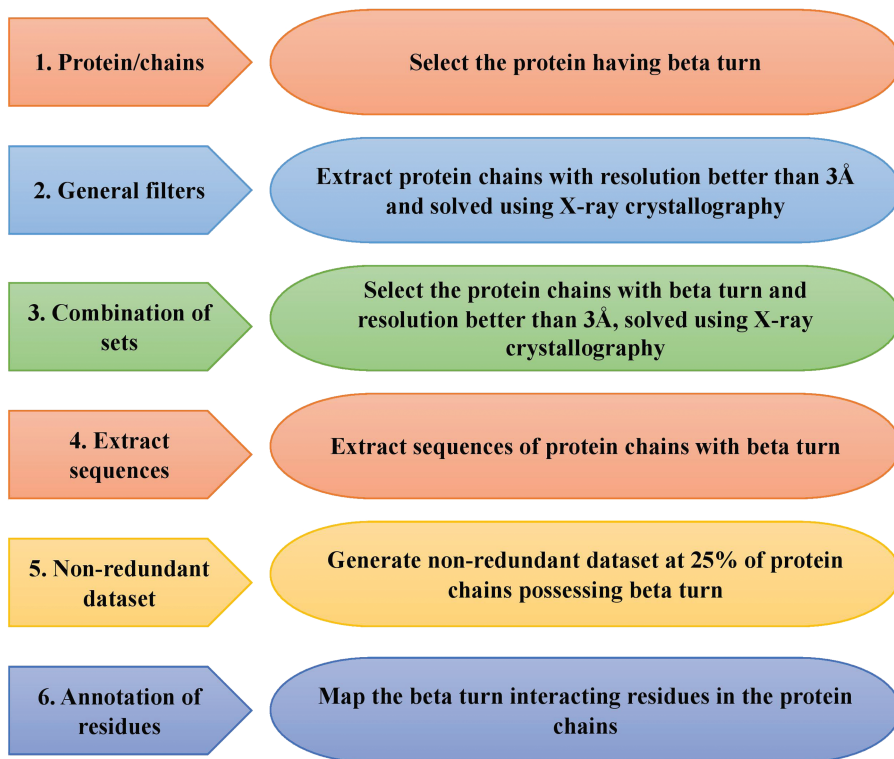 1. Protein/chains
Select the protein having beta turn
2. General filters
Extract protein chains with resolution better than 3Å
and solved using X-ray crystallography
3. Combination of
sets
Select the protein chains with beta turn and
resolution better than 3Å, solved using X-ray
crystallography
4. Extract
sequences
Extract sequences of protein chains with beta turn
5. Non-redundant
dataset
Generate non-redundant dataset at 25% of protein
chains possessing beta turn
6. Annotation of
residues
Map the beta turn interacting residues in the protein
chains